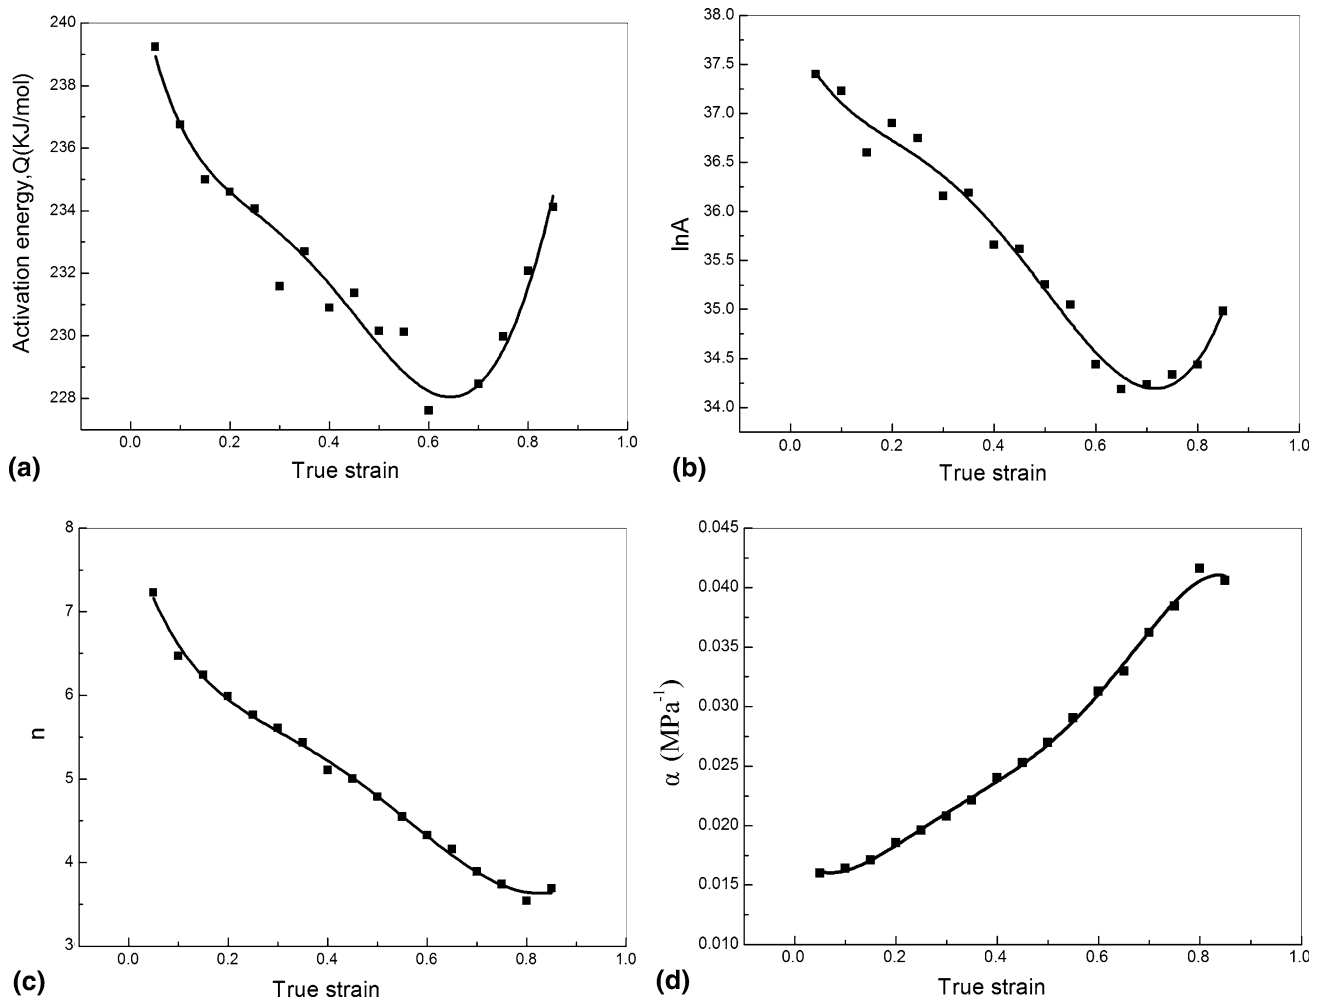 240
238
236
234
232
230
228
0.0 0.2 0.4 0.6 0.8 1.0
Activation energy,Q(KJ/mol)
True strain
(a)
38.0
37.5
37.0
36.5
36.0
35.5
35.0
34.5
34.0
0.0 0.2 0.4 0.6 0.8 1.0
lnA
True strain
(b)
8
7
6
5
4
3
0.0 0.2 0.4 0.6 0.8 1.0
n
True strain
(c)
0.045
0.040
0.035
0.030
0.025
0.020
0.015
0.010
0.0 0.2 0.4 0.6 0.8 1.0
α (MPa⁻¹)
True strain
(d)